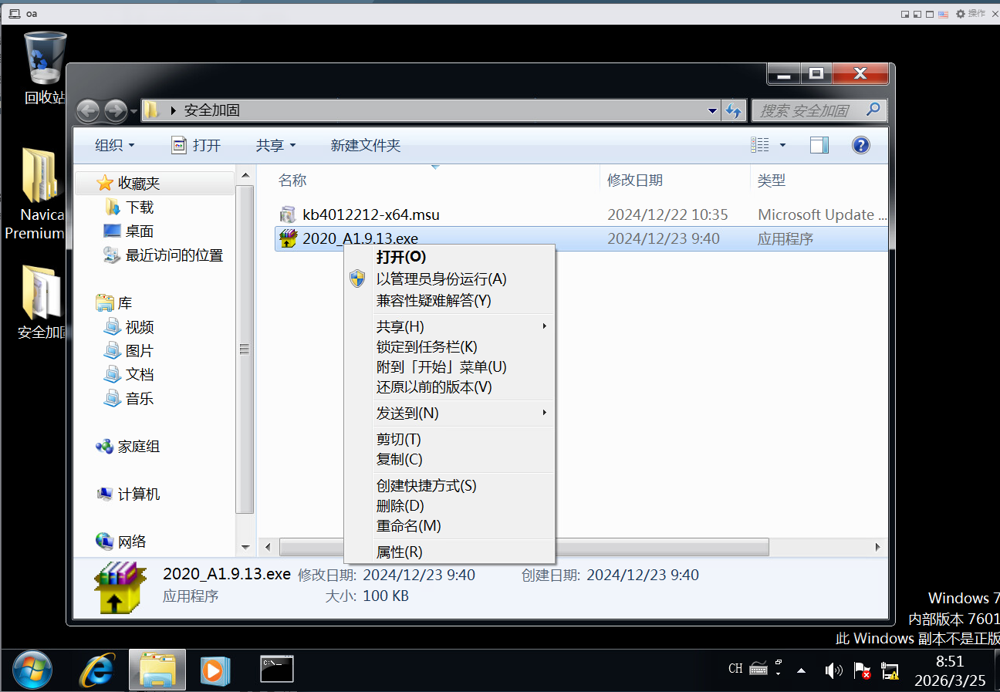 oa
操作
回收站
安全加固
搜索 安全加固
组织
打开
共享
新建文件夹
收藏夹
下载
桌面
最近访问的位置
库
视频
图片
文档
音乐
家庭组
计算机
网络
名称
修改日期
类型
kb4012212-x64.msu
2024/12/22 10:35
Microsoft Update ...
2020_A1.9.13.exe
2024/12/23 9:40
应用程序
打开(O)
以管理员身份运行(A)
兼容性疑难解答(Y)
共享(H)
锁定到任务栏(K)
附到「开始」菜单(U)
还原以前的版本(V)
发送到(N)
剪切(T)
复制(C)
创建快捷方式(S)
删除(D)
重命名(M)
属性(R)
Navica
Premium
安全加固
2020_A1.9.13.exe
修改日期: 2024/12/23 9:40
创建日期: 2024/12/23 9:40
应用程序
大小: 100 KB
Windows 7
内部版本 7601
此 Windows 副本不是正版
C:\_
CH
8:51
2026/3/25